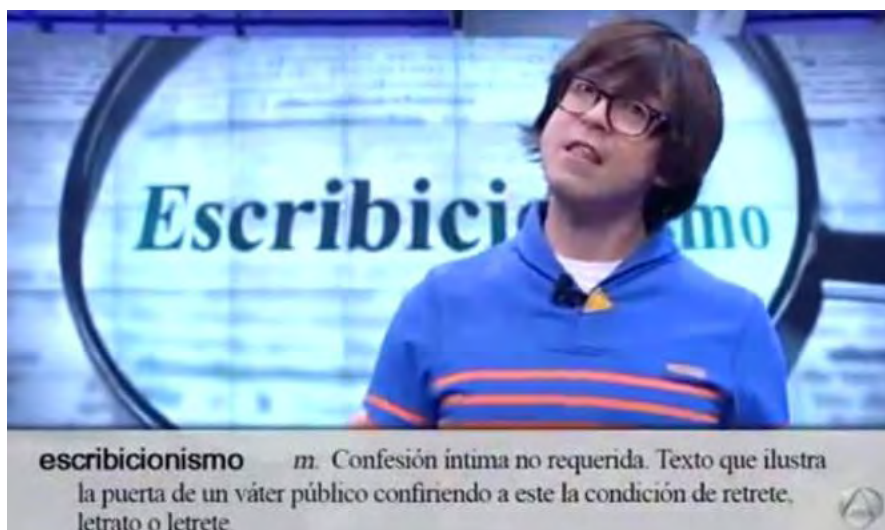 Escribici mo
escribicionismo m. Confesión íntima no requerida. Texto que ilustra
la puerta de un váter público confiriendo a este la condición de retrete,
letrato o letrete